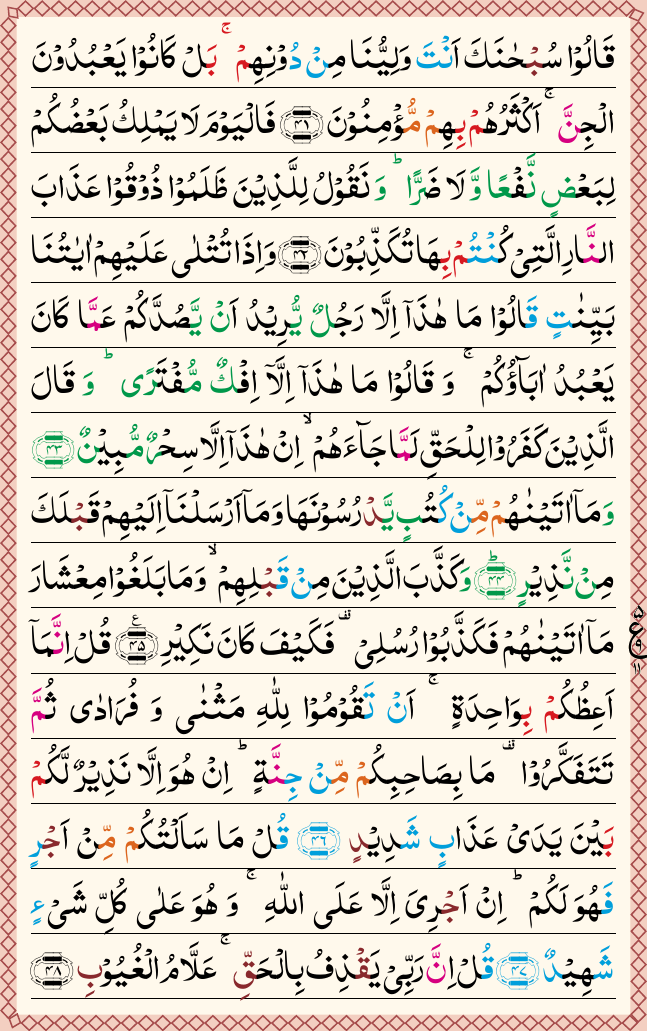 قَالُوْا سُبْحٰنَكَ اَنْتَ وَلِيُّنَا مِنْ دُوْنِهِمْ ۚ بَلْ كَانُوْا يَعْبُدُوْنَ
الْجِنَّ ۚ اَكْثَرُهُمْ بِهِمْ مُّؤْمِنُوْنَ ﴿۴۱﴾ فَالْيَوْمَ لَا يَمْلِكُ بَعْضُكُمْ
لِبَعْضٍ نَّفْعًا وَّ لَا ضَرًّا ؕ وَ نَقُوْلُ لِلَّذِيْنَ ظَلَمُوْا ذُوْقُوْا عَذَابَ
النَّارِ الَّتِيْ كُنْتُمْ بِهَا تُكَذِّبُوْنَ ﴿۴۲﴾ وَ اِذَا تُتْلٰى عَلَيْهِمْ اٰيٰتُنَا
بَيِّنٰتٍ قَالُوْا مَا هٰذَاۤ اِلَّا رَجُلٌ يُّرِيْدُ اَنْ يَّصُدَّكُمْ عَمَّا كَانَ
يَعْبُدُ اٰبَآؤُكُمْ ۚ وَ قَالُوْا مَا هٰذَاۤ اِلَّاۤ اِفْكٌ مُّفْتَرًى ؕ وَ قَالَ
الَّذِيْنَ كَفَرُوْا لِلْحَقِّ لَمَّا جَآءَهُمْ ۙ اِنْ هٰذَاۤ اِلَّا سِحْرٌ مُّبِيْنٌ ﴿۴۳﴾
وَ مَاۤ اٰتَيْنٰهُمْ مِّنْ كُتُبٍ يَّدْرُسُوْنَهَا وَ مَاۤ اَرْسَلْنَاۤ اِلَيْهِمْ قَبْلَكَ
مِنْ نَّذِيْرٍ ﴿ؕ۴۴﴾ وَ كَذَّبَ الَّذِيْنَ مِنْ قَبْلِهِمْ ۙ وَ مَا بَلَغُوْا مِعْشَارَ
مَاۤ اٰتَيْنٰهُمْ فَكَذَّبُوْا رُسُلِيْ ۟ فَكَيْفَ كَانَ نَكِيْرِ ﴿۴۵﴾ ع قُلْ اِنَّمَاۤ
۵ ع ۹ ۱۱
اَعِظُكُمْ بِوَاحِدَةٍ ۚ اَنْ تَقُوْمُوْا لِلّٰهِ مَثْنٰى وَ فُرَادٰى ثُمَّ
تَتَفَكَّرُوْا ۟ مَا بِصَاحِبِكُمْ مِّنْ جِنَّةٍ ؕ اِنْ هُوَ اِلَّا نَذِيْرٌ لَّكُمْ
بَيْنَ يَدَيْ عَذَابٍ شَدِيْدٍ ﴿۴۶﴾ قُلْ مَا سَاَلْتُكُمْ مِّنْ اَجْرٍ
فَهُوَ لَكُمْ ؕ اِنْ اَجْرِيَ اِلَّا عَلَى اللّٰهِ ۚ وَ هُوَ عَلٰى كُلِّ شَيْءٍ
شَهِيْدٌ ﴿۴۷﴾ قُلْ اِنَّ رَبِّيْ يَقْذِفُ بِالْحَقِّ ۚ عَلَّامُ الْغُيُوْبِ ﴿۴۸﴾